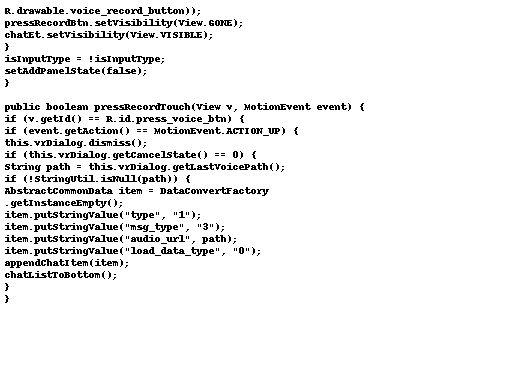 R.drawable.voice_record_button));
pressRecordBtn.setVisibility(View.GONE);
chatEt.setVisibility(View.VISIBLE);
}
isInputType = !isInputType;
setAddPanelState(false);
}

public boolean pressRecordTouch(View v, MotionEvent event) {
if (v.getId() == R.id.press_voice_btn) {
if (event.getAction() == MotionEvent.ACTION_UP) {
this.vrDialog.dismiss();
if (this.vrDialog.getCancelState() == 0) {
String path = this.vrDialog.getLastVoicePath();
if (!StringUtil.isNull(path)) {
AbstractCommonData item = DataConvertFactory
.getInstanceEmpty();
item.putStringValue("type", "1");
item.putStringValue("msg_type", "3");
item.putStringValue("audio_url", path);
item.putStringValue("load_data_type", "0");
appendChatItem(item);
chatListToBottom();
}
}